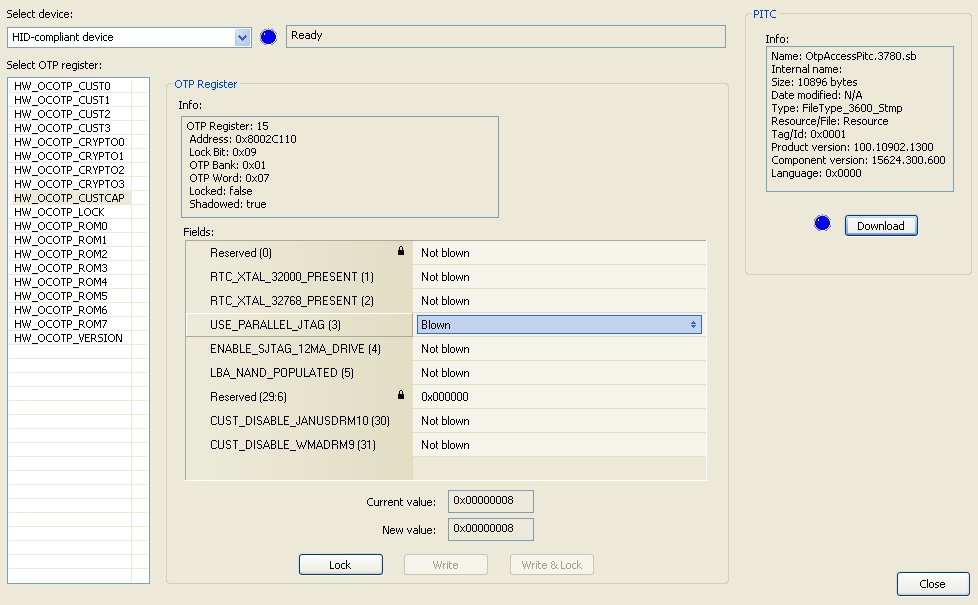 Select device:
HID-compliant device
Ready
Select OTP register:
HW_OCOTP_CUST0
HW_OCOTP_CUST1
HW_OCOTP_CUST2
HW_OCOTP_CUST3
HW_OCOTP_CRYPTO0
HW_OCOTP_CRYPTO1
HW_OCOTP_CRYPTO2
HW_OCOTP_CRYPTO3
HW_OCOTP_CUSTCAP
HW_OCOTP_LOCK
HW_OCOTP_ROM0
HW_OCOTP_ROM1
HW_OCOTP_ROM2
HW_OCOTP_ROM3
HW_OCOTP_ROM4
HW_OCOTP_ROM5
HW_OCOTP_ROM6
HW_OCOTP_ROM7
HW_OCOTP_VERSION
OTP Register
Info:
OTP Register: 15
Address: 0x8002C110
Lock Bit: 0x09
OTP Bank: 0x01
OTP Word: 0x07
Locked: false
Shadowed: true
Fields:
Reserved (0) Not blown
RTC_XTAL_32000_PRESENT (1) Not blown
RTC_XTAL_32768_PRESENT (2) Not blown
USE_PARALLEL_JTAG (3) Blown
ENABLE_SJTAG_12MA_DRIVE (4) Not blown
LBA_NAND_POPULATED (5) Not blown
Reserved (29:6) 0x000000
CUST_DISABLE_JANUSDRM10 (30) Not blown
CUST_DISABLE_WMADRM9 (31) Not blown
Current value: 0x00000008
New value: 0x00000008
Lock
Write
Write & Lock
PITC
Info:
Name: OtpAccessPitc.3780.sb
Internal name:
Size: 10896 bytes
Date modified: N/A
Type: FileType_3600_Stmp
Resource/File: Resource
Tag/Id: 0x0001
Product version: 100.10902.1300
Component version: 15624.300.600
Language: 0x0000
Download
Close